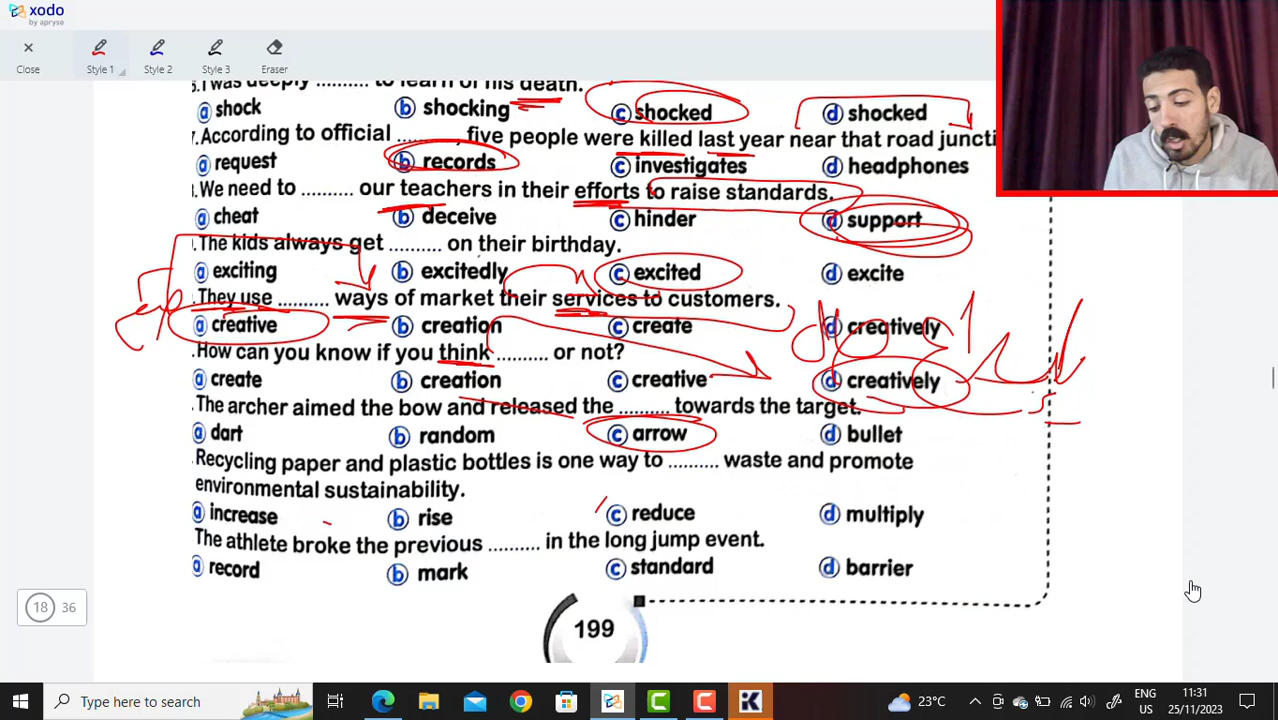 xodo
by apryse
Close
Style 1
Style 2
Style 3
Eraser
.I was deeply .......... to learn of his death.
a shock b shocking c shocked d shocked
.According to official .........., five people were killed last year near that road juncti
a request b records c investigates d headphones
.We need to .......... our teachers in their efforts to raise standards.
a cheat b deceive c hinder d support
.The kids always get .......... on their birthday.
a exciting b excitedly c excited d excite
.They use .......... ways of market their services to customers.
a creative b creation c create d creatively
.How can you know if you think .......... or not?
a create b creation c creative d creatively
.The archer aimed the bow and released the .......... towards the target.
a dart b random c arrow d bullet
.Recycling paper and plastic bottles is one way to .......... waste and promote
environmental sustainability.
a increase b rise c reduce d multiply
The athlete broke the previous .......... in the long jump event.
a record b mark c standard d barrier
18 36
199
Type here to search
23°C
ENG
11:31
25/11/2023